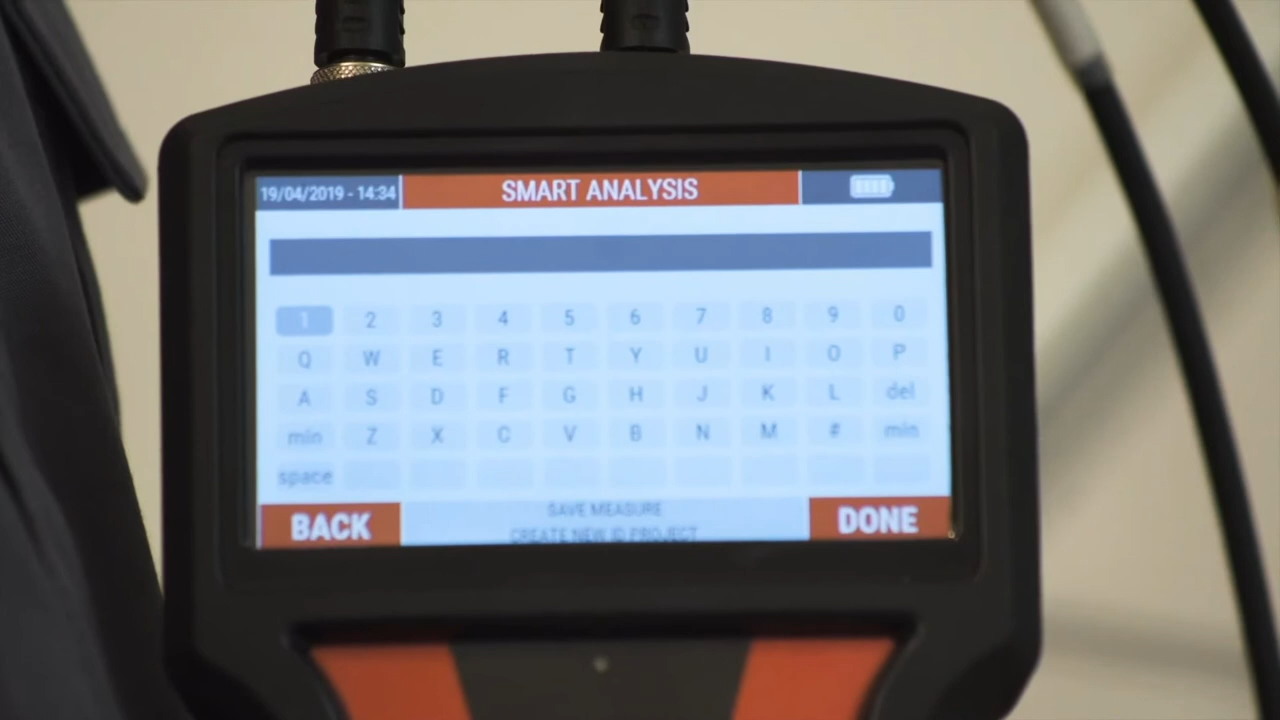 19/04/2019 - 14:34 SMART ANALYSIS
1 2 3 4 5 6 7 8 9 0
Q W E R T Y U I O P
A S D F G H J K L del
min Z X C V B N M # min
space
BACK SAVE MEASURE DONE
CREATE NEW ID PROJECT